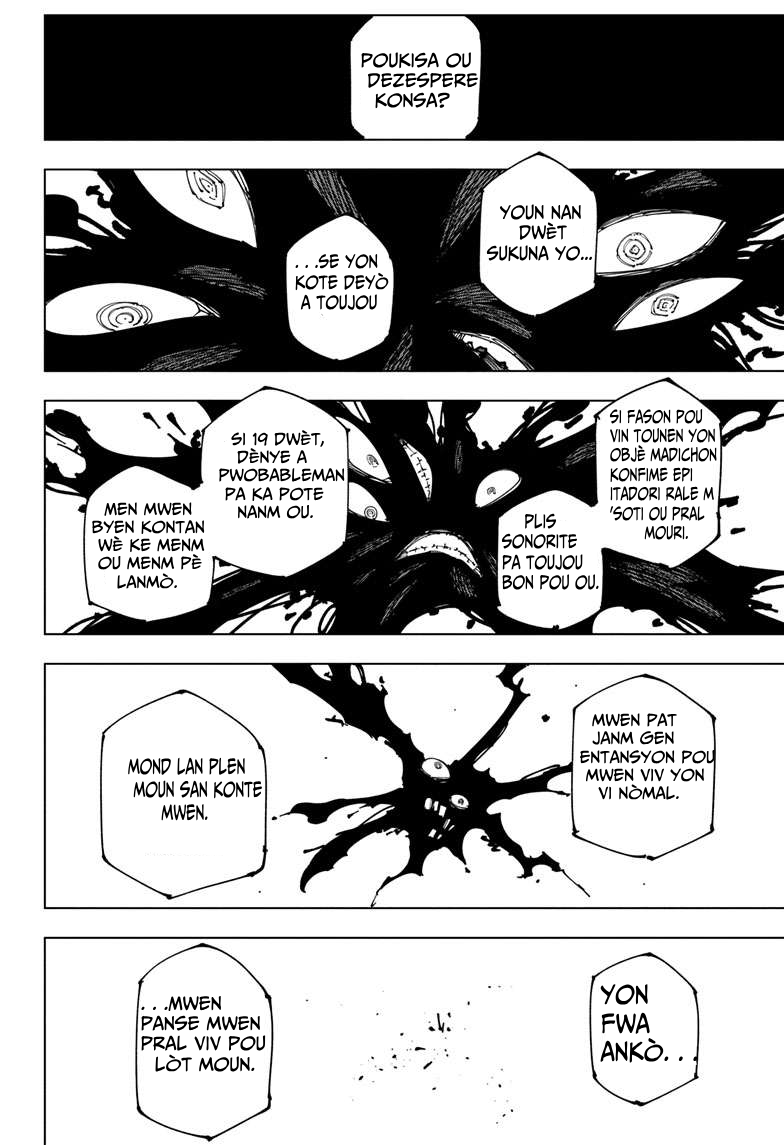 POUKISA OU
DEZESPERE
KONSA?
YOUN NAN
DWÈT
SUKUNA YO...
...SE YON
KOTE DEYÒ
A TOUJOU
SI FASON POU
VIN TOUNEN YON
OBJÈ MADICHON
KONFIME EPI
ITADORI RALE M
'SOTI OU PRAL
MOURI.
PLIS
SONORITE
PA TOUJOU
BON POU OU.
SI 19 DWÈT,
DÈNYE A
PWOBABLEMAN
PA KA POTE
NANM OU.
MEN MWEN
BYEN KONTAN
WÈ KE MENM
OU MENM PÈ
LANMÒ.
MWEN PAT
JANM GEN
ENTANSYON POU
MWEN VIV YON
VI NÒMAL.
MOND LAN PLEN
MOUN SAN KONTE
MWEN.
YON
FWA
ANKÒ...
...MWEN
PANSE MWEN
PRAL VIV POU
LÒT MOUN.